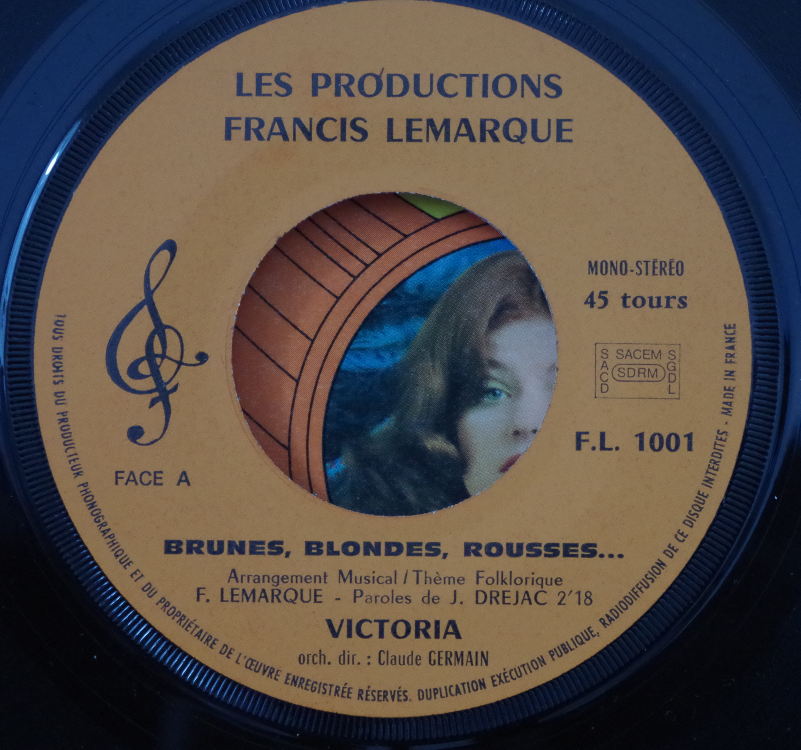 LES PRODUCTIONS
FRANCIS LEMARQUE
MONO-STÉRÉO
45 tours
SACD
SACEM
SDRM
SGDL
F.L. 1001
FACE A
BRUNES, BLONDES, ROUSSES...
Arrangement Musical / Thème Folklorique
F. LEMARQUE - Paroles de J. DREJAC 2'18
VICTORIA
orch. dir. : Claude GERMAIN
TOUS DROITS DU PRODUCTEUR PHONOGRAPHIQUE ET DU PROPRIÉTAIRE DE L'ŒUVRE ENREGISTRÉE RÉSERVÉS. DUPLICATION EXÉCUTION PUBLIQUE, RADIODIFFUSION DE CE DISQUE INTERDITES - MADE IN FRANCE